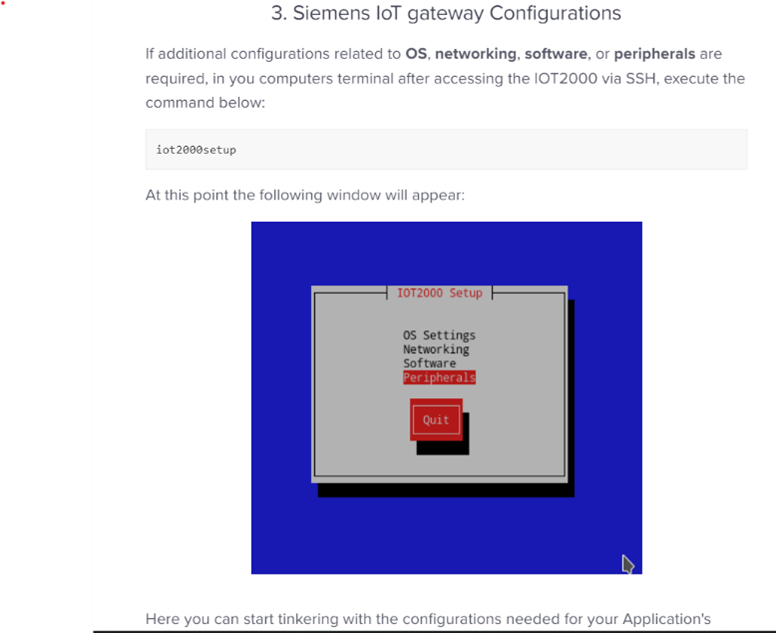 3. Siemens IoT gateway Configurations
If additional configurations related to OS, networking, software, or peripherals are
required, in you computers terminal after accessing the IOT2000 via SSH, execute the
command below:
iot2000setup
At this point the following window will appear:
IOT2000 Setup
OS Settings
Networking
Software
Peripherals
Quit
Here you can start tinkering with the configurations needed for your Application's